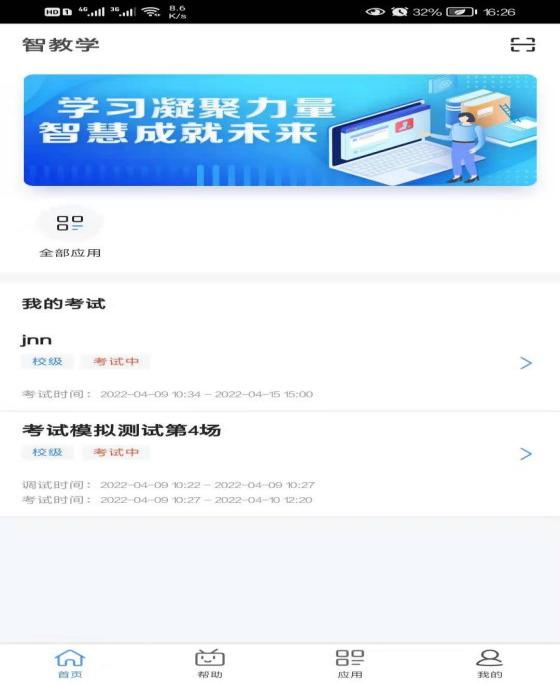 HD 1 4G 3G 8.6 K/s 32% 16:26
智教学
学习凝聚力量
智慧成就未来
全部应用
我的考试
jnn
校级 考试中
考试时间: 2022-04-09 10:34 - 2022-04-15 15:00
考试模拟测试第4场
校级 考试中
调试时间: 2022-04-09 10:22 - 2022-04-09 10:27
考试时间: 2022-04-09 10:27 - 2022-04-10 12:20
首页 帮助 应用 我的